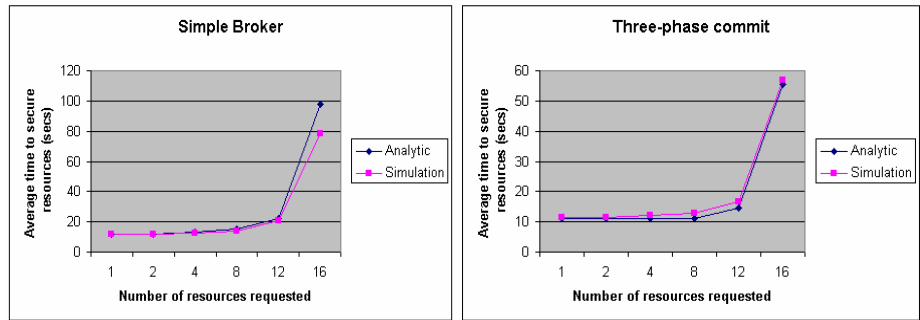 Simple Broker
Average time to secure
resources (secs)
120
100
80
60
40
20
0
1 2 4 8 12 16
Number of resources requested
Analytic
Simulation
Three-phase commit
Average time to secure
resources (secs)
60
50
40
30
20
10
0
1 2 4 8 12 16
Number of resources requested
Analytic
Simulation